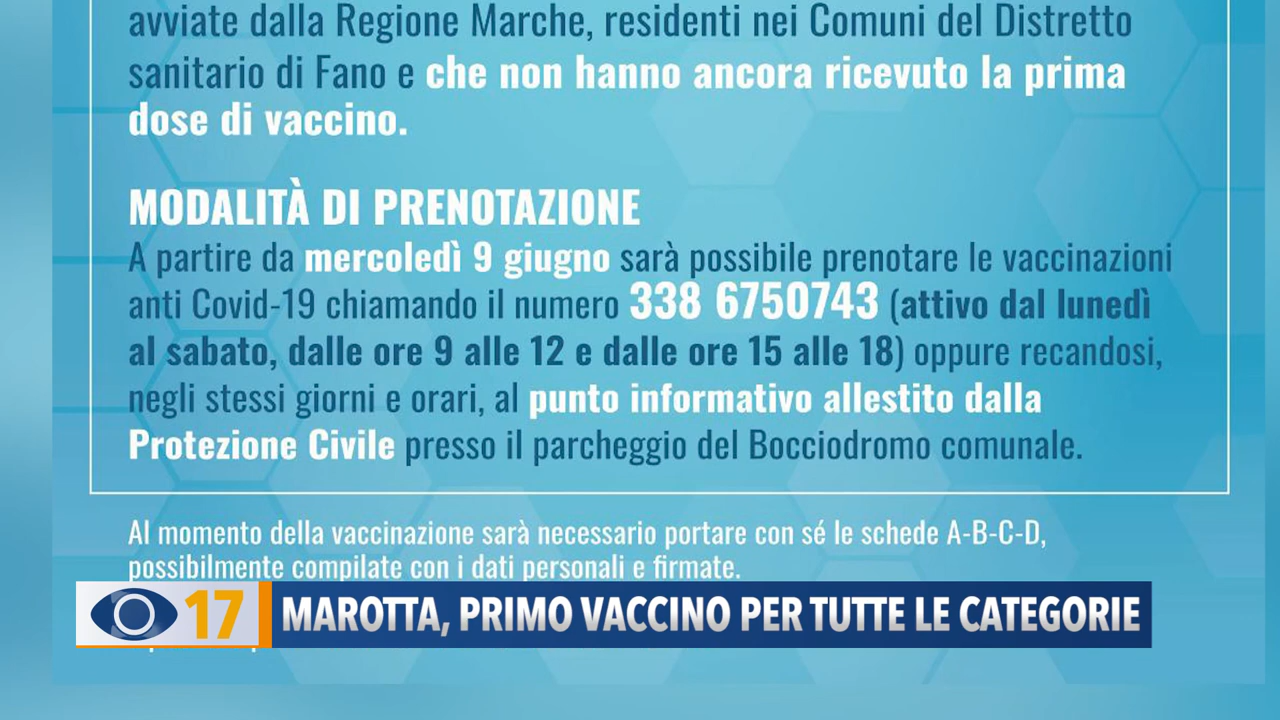 avviate dalla Regione Marche, residenti nei Comuni del Distretto
sanitario di Fano e che non hanno ancora ricevuto la prima
dose di vaccino.
MODALITÀ DI PRENOTAZIONE
A partire da mercoledì 9 giugno sarà possibile prenotare le vaccinazioni
anti Covid-19 chiamando il numero 338 6750743 (attivo dal lunedì
al sabato, dalle ore 9 alle 12 e dalle ore 15 alle 18) oppure recandosi,
negli stessi giorni e orari, al punto informativo allestito dalla
Protezione Civile presso il parcheggio del Bocciodromo comunale.
Al momento della vaccinazione sarà necessario portare con sé le schede A-B-C-D,
possibilmente compilate con i dati personali e firmate.
17 MAROTTA, PRIMO VACCINO PER TUTTE LE CATEGORIE